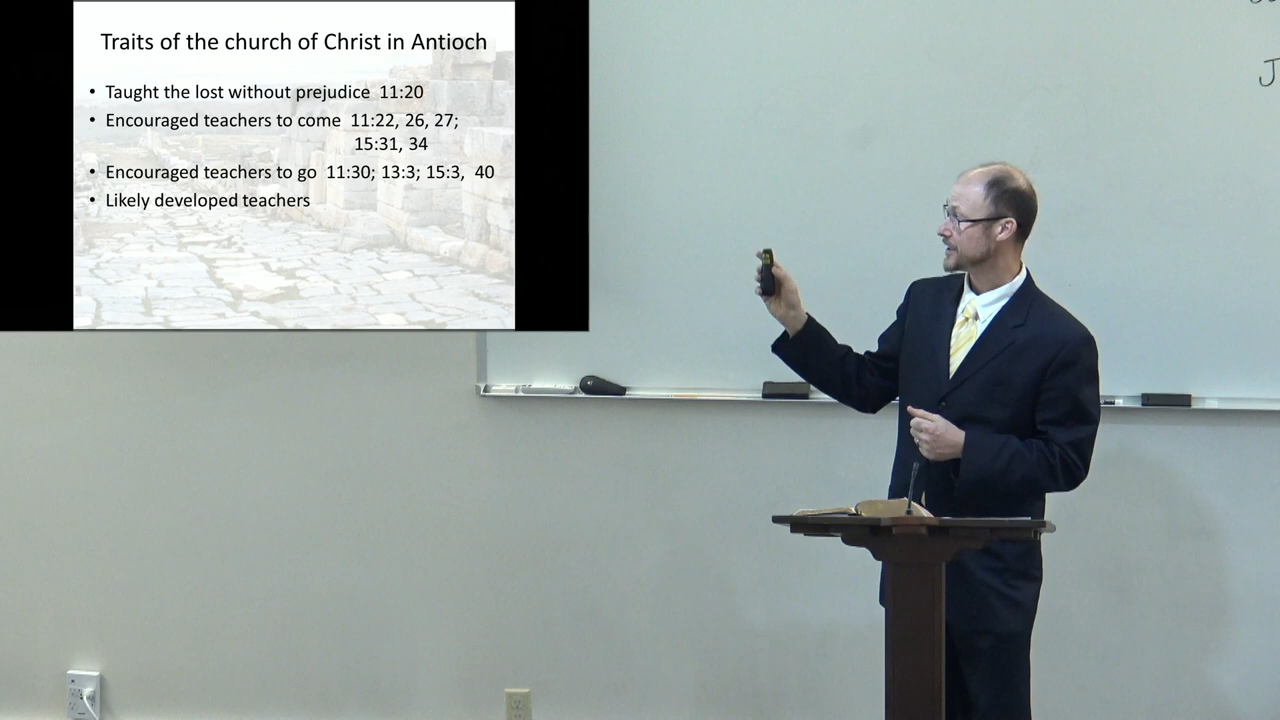 Traits of the church of Christ in Antioch
• Taught the lost without prejudice 11:20
• Encouraged teachers to come 11:22, 26, 27;
15:31, 34
• Encouraged teachers to go 11:30; 13:3; 15:3, 40
• Likely developed teachers
J